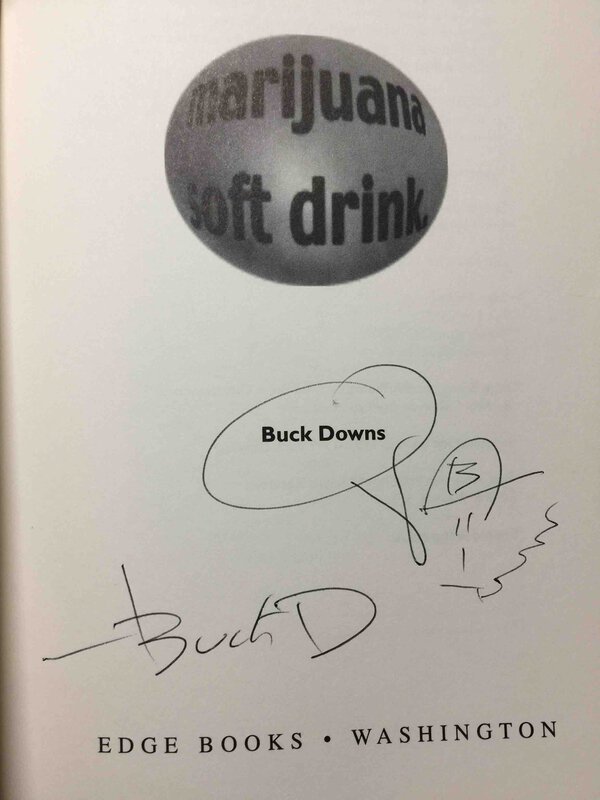 marijuana
soft drink.
Buck Downs
B
Buck D
EDGE BOOKS • WASHINGTON